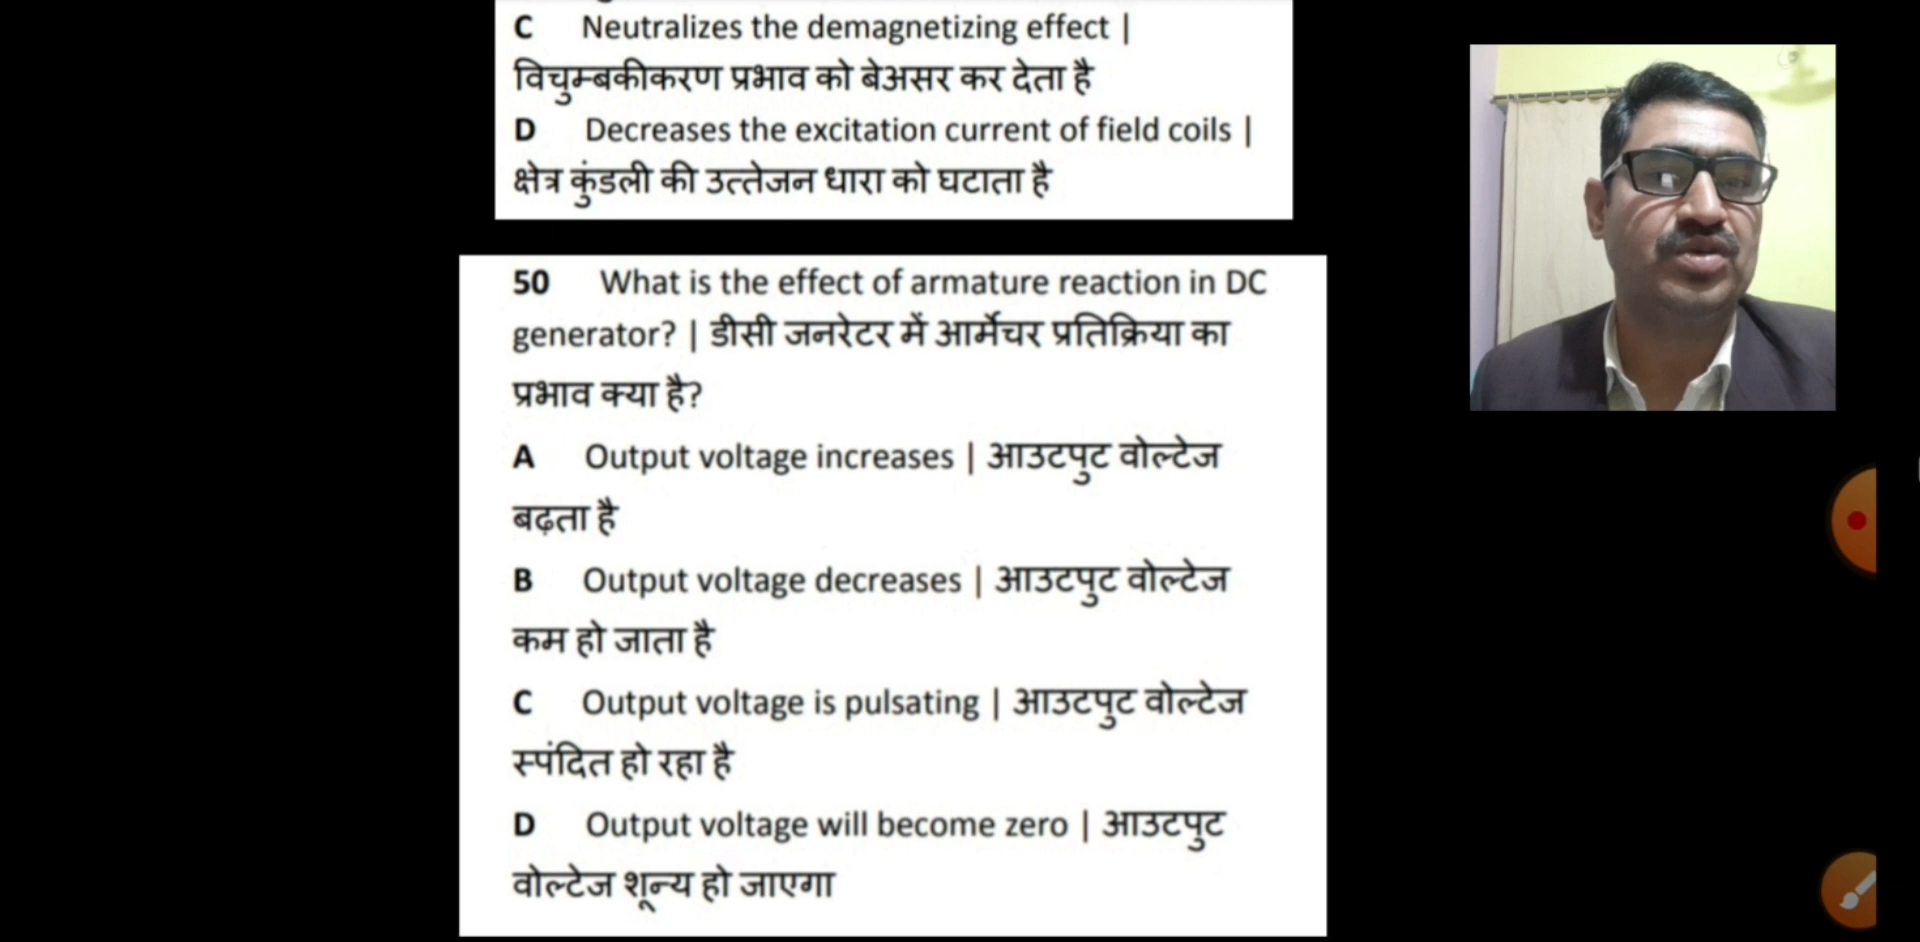 C Neutralizes the demagnetizing effect |
विचुम्बकीकरण प्रभाव को बेअसर कर देता है
D Decreases the excitation current of field coils |
क्षेत्र कुंडली की उत्तेजन धारा को घटाता है
50 What is the effect of armature reaction in DC
generator? | डीसी जनरेटर में आर्मेचर प्रतिक्रिया का
प्रभाव क्या है?
A Output voltage increases | आउटपुट वोल्टेज
बढ़ता है
B Output voltage decreases | आउटपुट वोल्टेज
कम हो जाता है
C Output voltage is pulsating | आउटपुट वोल्टेज
स्पंदित हो रहा है
D Output voltage will become zero | आउटपुट
वोल्टेज शून्य हो जाएगा